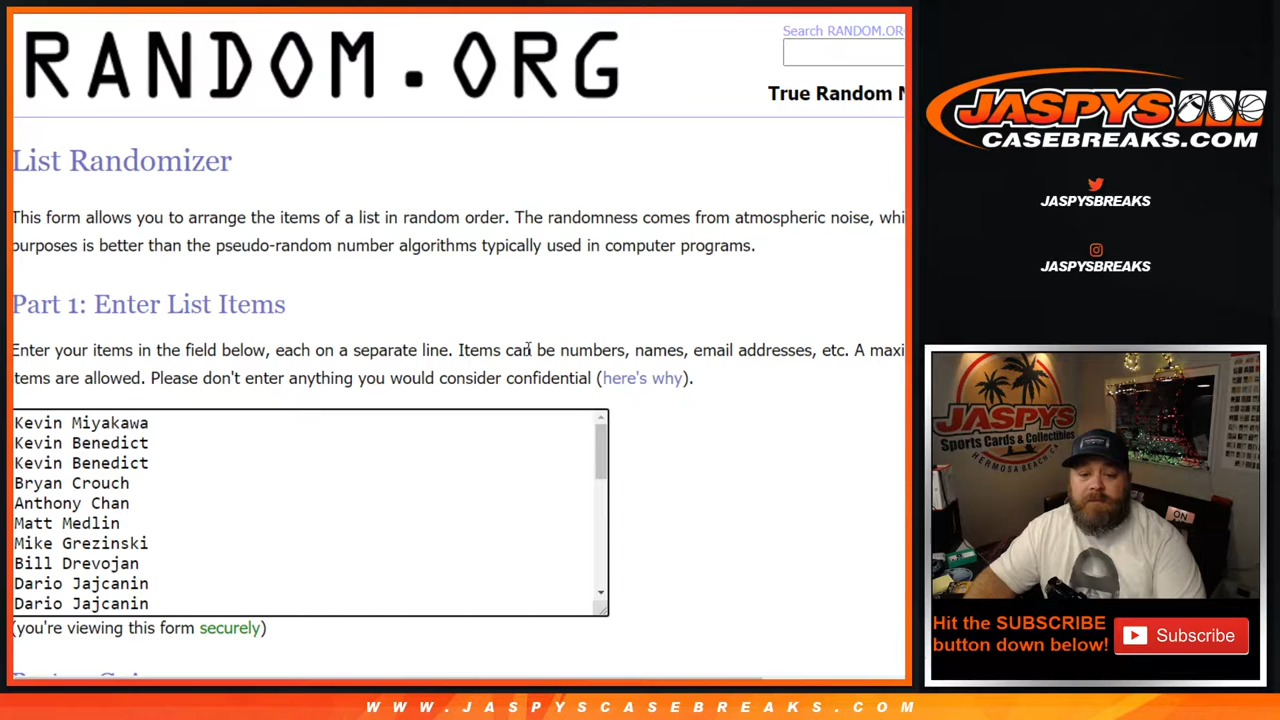 RANDOM.ORG
Search RANDOM.OR
True Random N
List Randomizer
This form allows you to arrange the items of a list in random order. The randomness comes from atmospheric noise, whi
purposes is better than the pseudo-random number algorithms typically used in computer programs.
Part 1: Enter List Items
Enter your items in the field below, each on a separate line. Items can be numbers, names, email addresses, etc. A maxi
items are allowed. Please don't enter anything you would consider confidential (here's why).
Kevin Miyakawa
Kevin Benedict
Kevin Benedict
Bryan Crouch
Anthony Chan
Matt Medlin
Mike Grezinski
Bill Drevojan
Dario Jajcanin
Dario Jajcanin
(you're viewing this form securely)
JASPYS
CASEBREAKS.COM
JASPYSBREAKS
JASPYSBREAKS
JASPYS
Sports Cards & Collectibles
HERMOSA BEACH, CA
ON
Hit the SUBSCRIBE
button down below!
Subscribe
WWW.JASPYSCASEBREAKS.COM